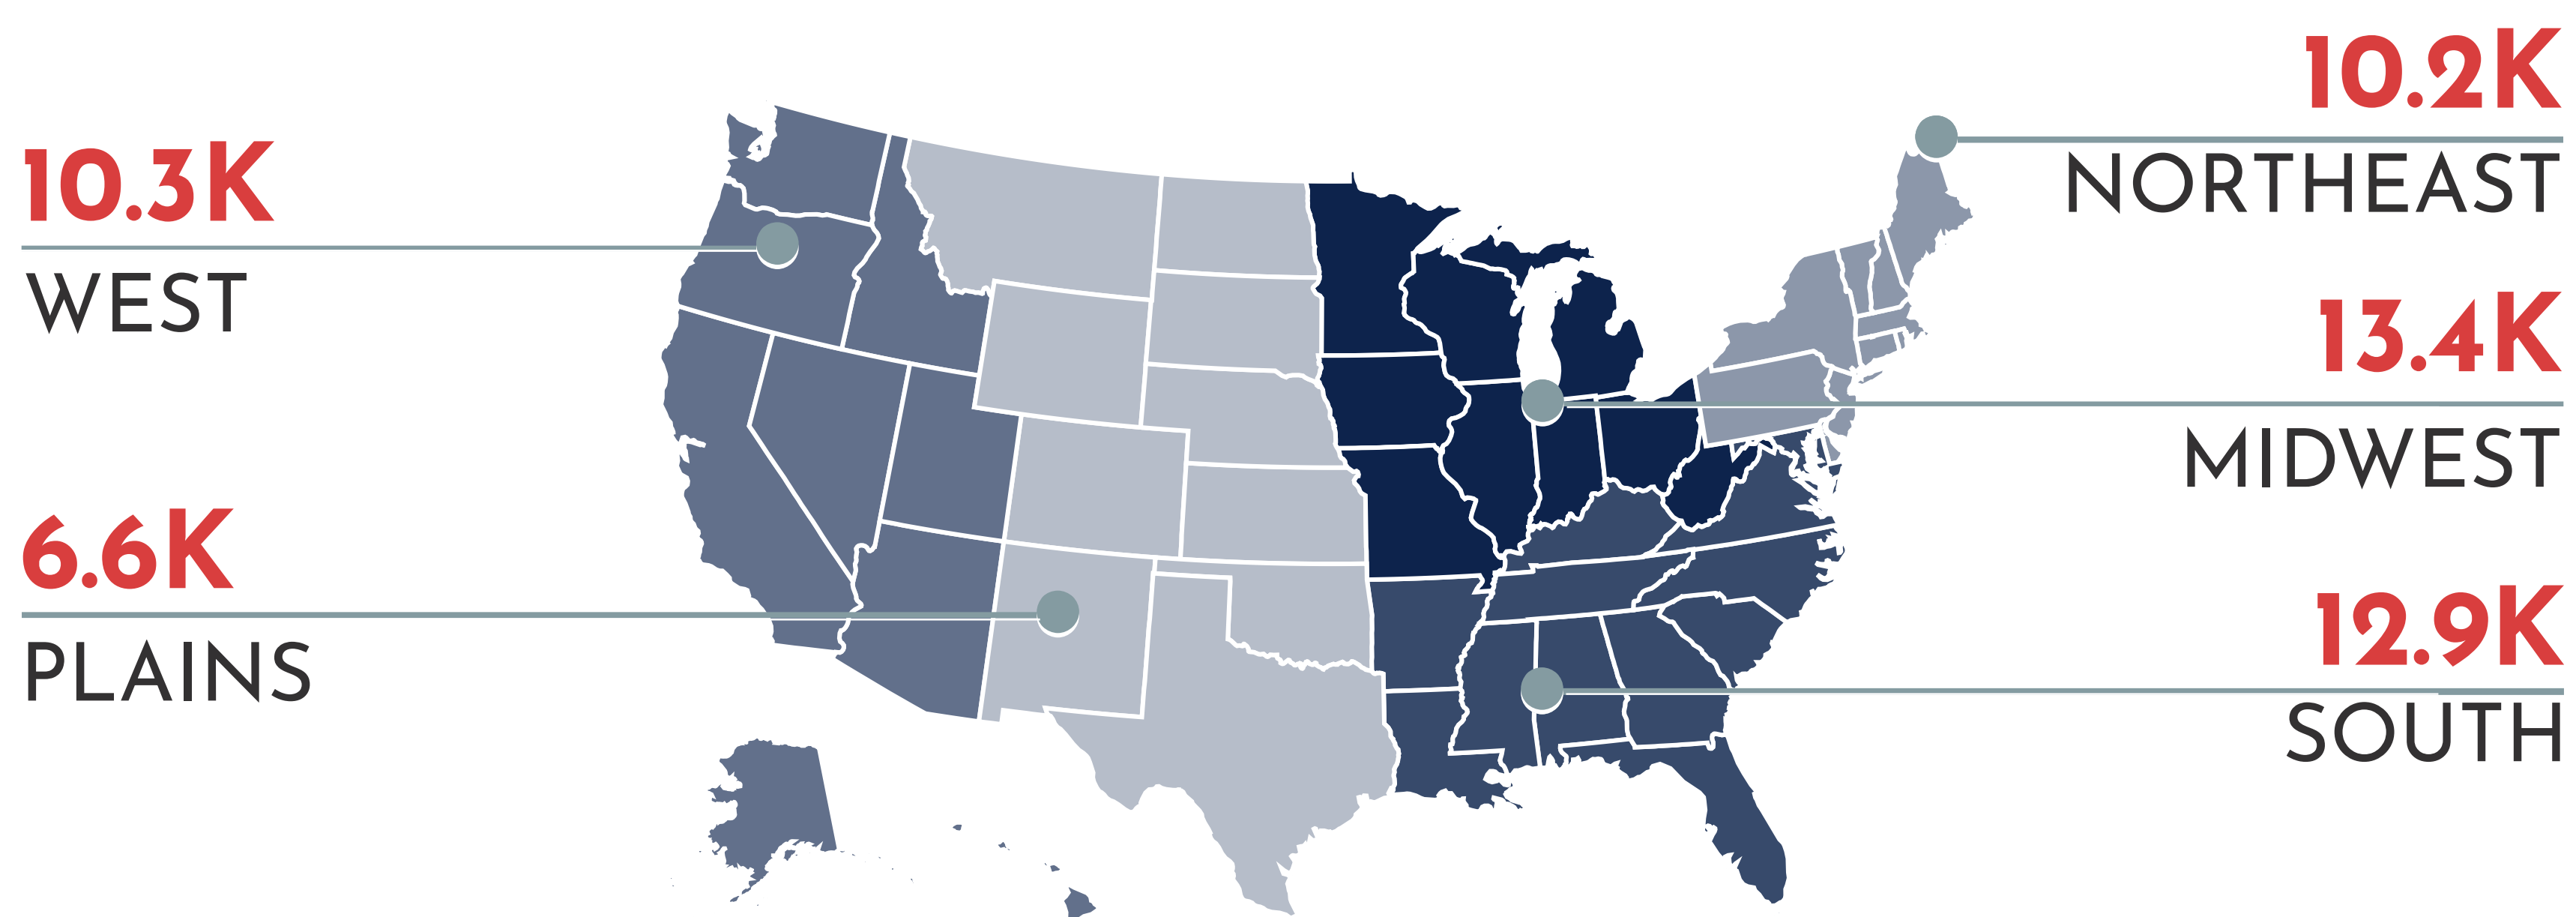 10.3K
WEST
6.6K
PLAINS
10.2K
NORTHEAST
13.4K
MIDWEST
12.9K
SOUTH